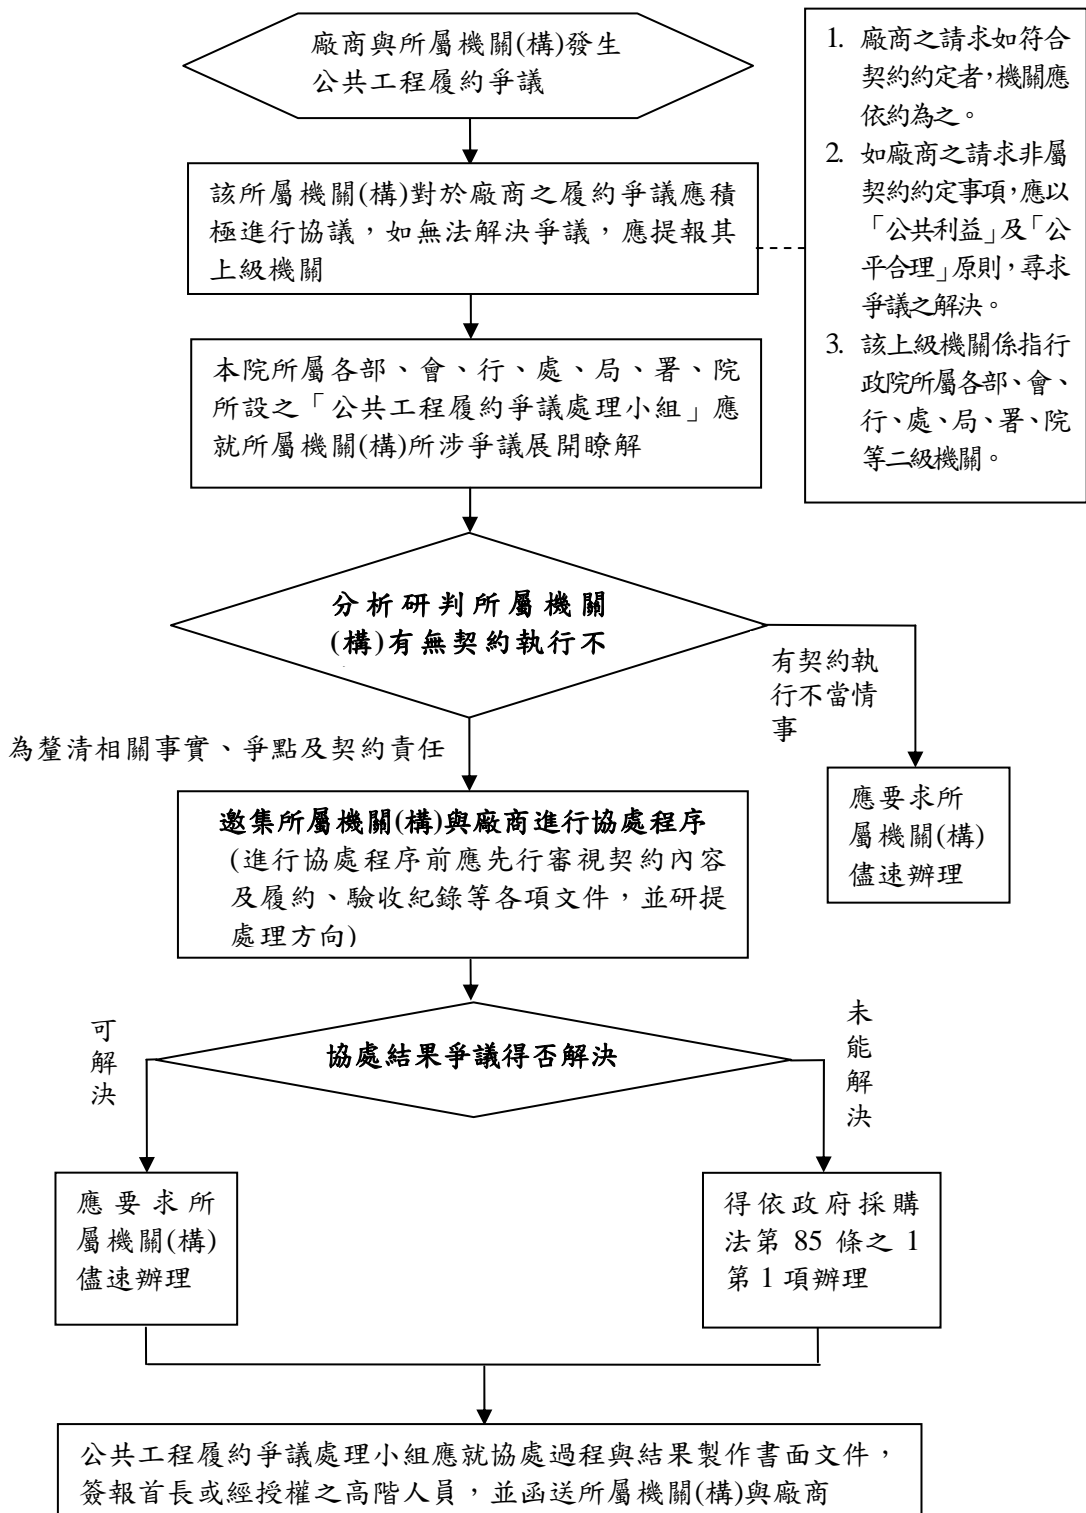 廠商與所屬機關(構)發生
公共工程履約爭議
1. 廠商之請求如符合
契約約定者,機關應
依約為之。
2. 如廠商之請求非屬
契約約定事項,應以
「公共利益」及「公
平合理」原則,尋求
爭議之解決。
3. 該上級機關係指行
政院所屬各部、會、
行、處、局、署、院
等二級機關。
該所屬機關(構)對於廠商之履約爭議應積
極進行協議,如無法解決爭議,應提報其
上級機關
本院所屬各部、會、行、處、局、署、院
所設之「公共工程履約爭議處理小組」應
就所屬機關(構)所涉爭議展開瞭解
分析研判所屬機關
(構)有無契約執行不
有契約執
行不當情
事
應要求所
屬機關(構)
儘速辦理
為釐清相關事實、爭點及契約責任
邀集所屬機關(構)與廠商進行協處程序
(進行協處程序前應先行審視契約內容
及履約、驗收紀錄等各項文件,並研提
處理方向)
協處結果爭議得否解決
可解決
未能解決
應要求所
屬機關(構)
儘速辦理
得依政府採購
法第 85 條之 1
第 1 項辦理
公共工程履約爭議處理小組應就協處過程與結果製作書面文件,
簽報首長或經授權之高階人員,並函送所屬機關(構)與廠商